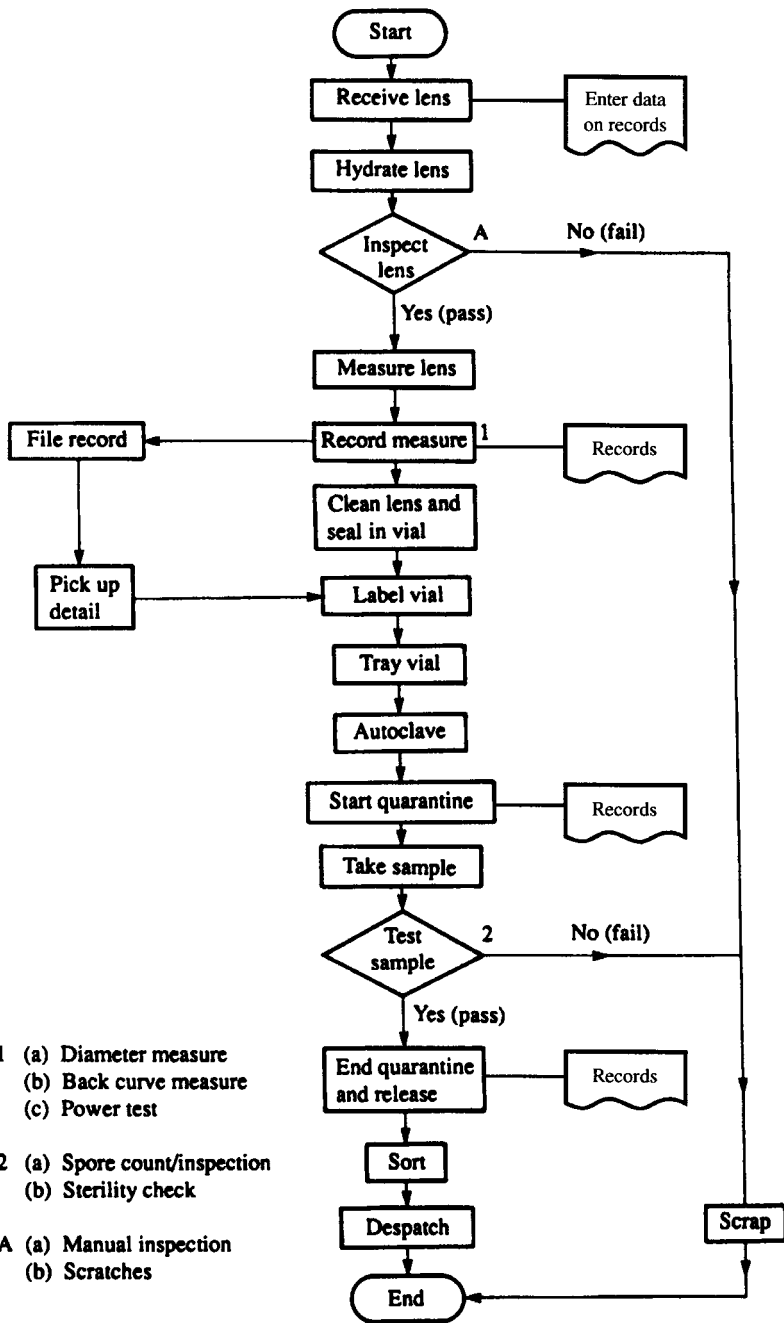 Start
Receive lens
Enter data
on records
Hydrate lens
Inspect
lens
A
No (fail)
Yes (pass)
Measure lens
File record
Record measure
1
Records
Clean lens and
seal in vial
Pick up
detail
Label vial
Tray vial
Autoclave
Start quarantine
Records
Take sample
Test
sample
2
No (fail)
Yes (pass)
1 (a) Diameter measure
(b) Back curve measure
(c) Power test
End quarantine
and release
Records
2 (a) Spore count/inspection
(b) Sterility check
Sort
Despatch
Scrap
A (a) Manual inspection
(b) Scratches
End